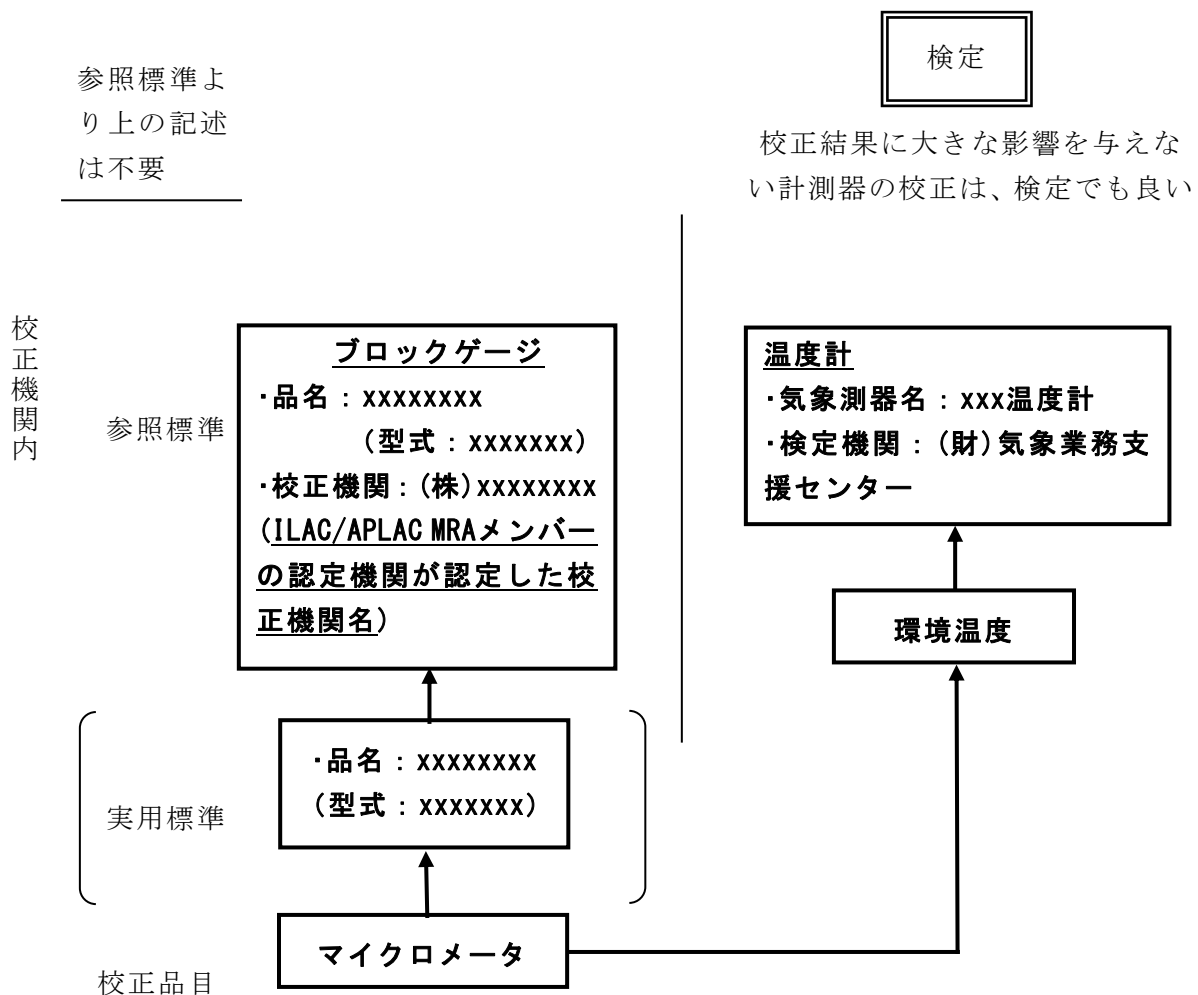 参照標準よ
り上の記述
は不要
検定
校正結果に大きな影響を与えな
い計測器の校正は、検定でも良い
校正機関内
参照標準
ブロックゲージ
・品名：xxxxxxxx
（型式：xxxxxxx）
・校正機関：(株)xxxxxxxx
(ILAC/APLAC MRAメンバー
の認定機関が認定した校
正機関名)
温度計
・気象測器名：xxx温度計
・検定機関：(財)気象業務支
援センター
環境温度
実用標準
・品名：xxxxxxxx
(型式：xxxxxxx)
マイクロメータ
校正品目